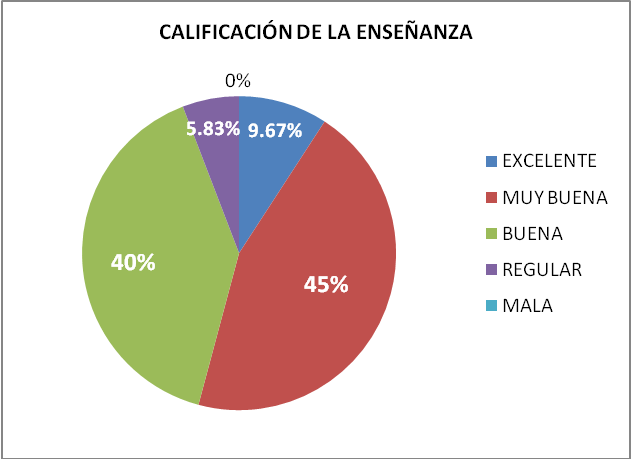 CALIFICACIÓN DE LA ENSEÑANZA
0%
5.83%
9.67%
40%
45%
EXCELENTE
MUY BUENA
BUENA
REGULAR
MALA